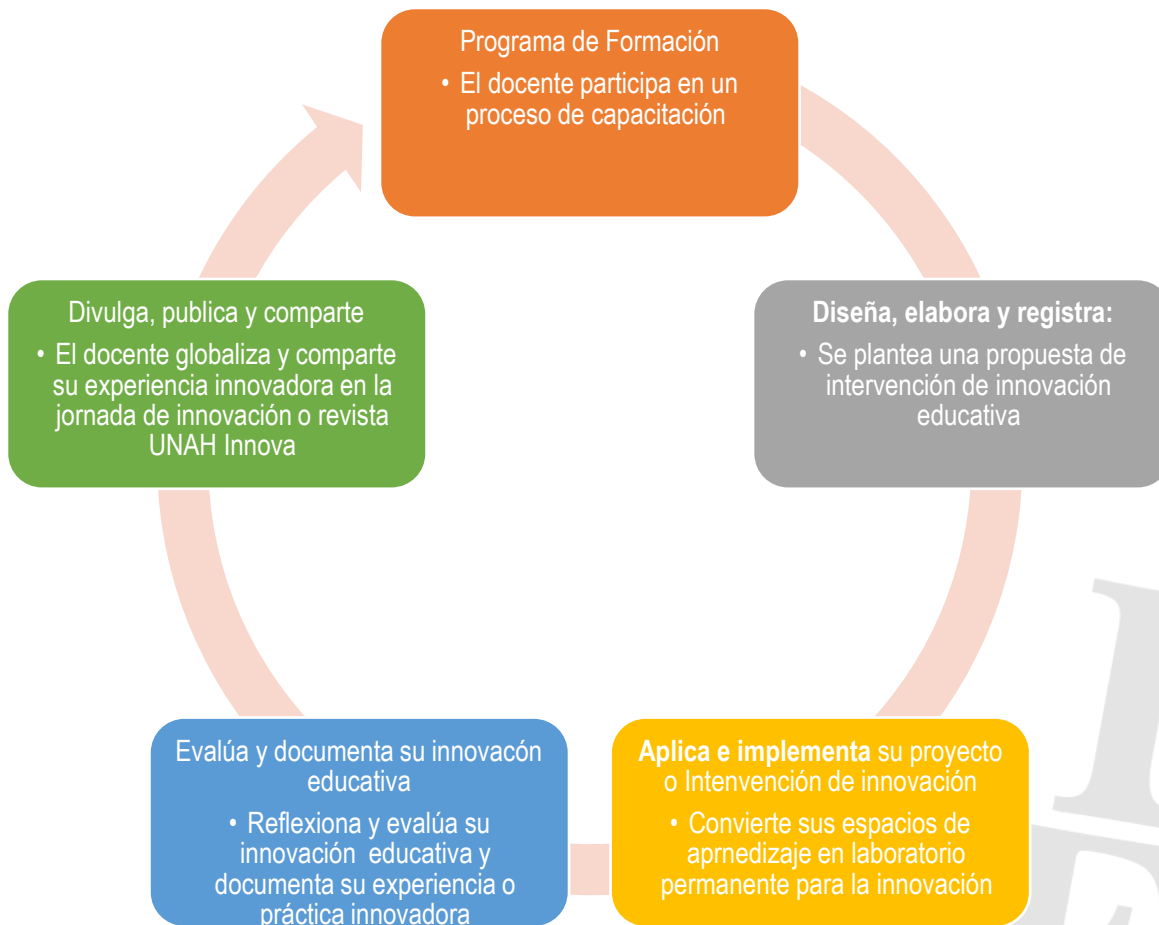 Programa de Formación
• El docente participa en un
proceso de capacitación
Diseña, elabora y registra:
• Se plantea una propuesta de
intervención de innovación
educativa
Aplica e implementa su proyecto
o Intenvención de innovación
• Convierte sus espacios de
aprnedizaje en laboratorio
permanente para la innovación
Evalúa y documenta su innovacón
educativa
• Reflexiona y evalúa su
innovación educativa y
documenta su experiencia o
práctica innovadora
Divulga, publica y comparte
• El docente globaliza y comparte
su experiencia innovadora en la
jornada de innovación o revista
UNAH Innova